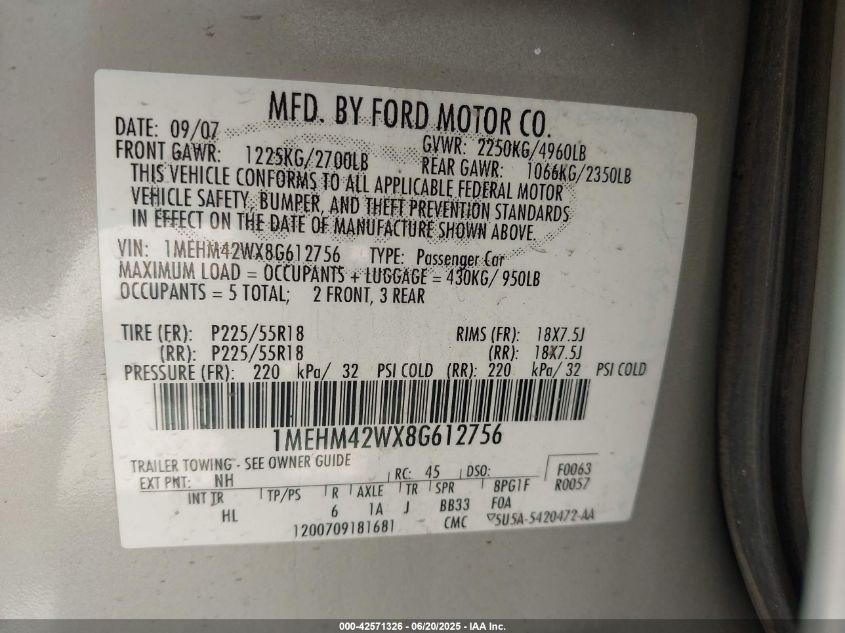 MFD. BY FORD MOTOR CO.
DATE: 09/07 GVWR: 2250KG/4960LB
FRONT GAWR: 1225KG/2700LB REAR GAWR: 1066KG/2350LB
THIS VEHICLE CONFORMS TO ALL APPLICABLE FEDERAL MOTOR
VEHICLE SAFETY, BUMPER, AND THEFT PREVENTION STANDARDS
IN EFFECT ON THE DATE OF MANUFACTURE SHOWN ABOVE.
VIN: 1MEHM42WX8G612756 TYPE: Passenger Car
MAXIMUM LOAD = OCCUPANTS + LUGGAGE = 430KG/ 950LB
OCCUPANTS = 5 TOTAL; 2 FRONT, 3 REAR
TIRE (FR): P225/55R18 RIMS (FR): 18X7.5J
(RR): P225/55R18 (RR): 18X7.5J
PRESSURE (FR): 220 kPa/ 32 PSI COLD (RR): 220 kPa/ 32 PSI COLD
1MEHM42WX8G612756
TRAILER TOWING - SEE OWNER GUIDE
EXT PNT: NH RC: 45 DSO: F0063
INT TR TP/PS R AXLE TR SPR 8PG1F R0057
HL 6 1A J BB33 F0A
1200709181681 CMC 5U5A-5420472-AA
000-42571326 - 06/20/2025 - IAA Inc.